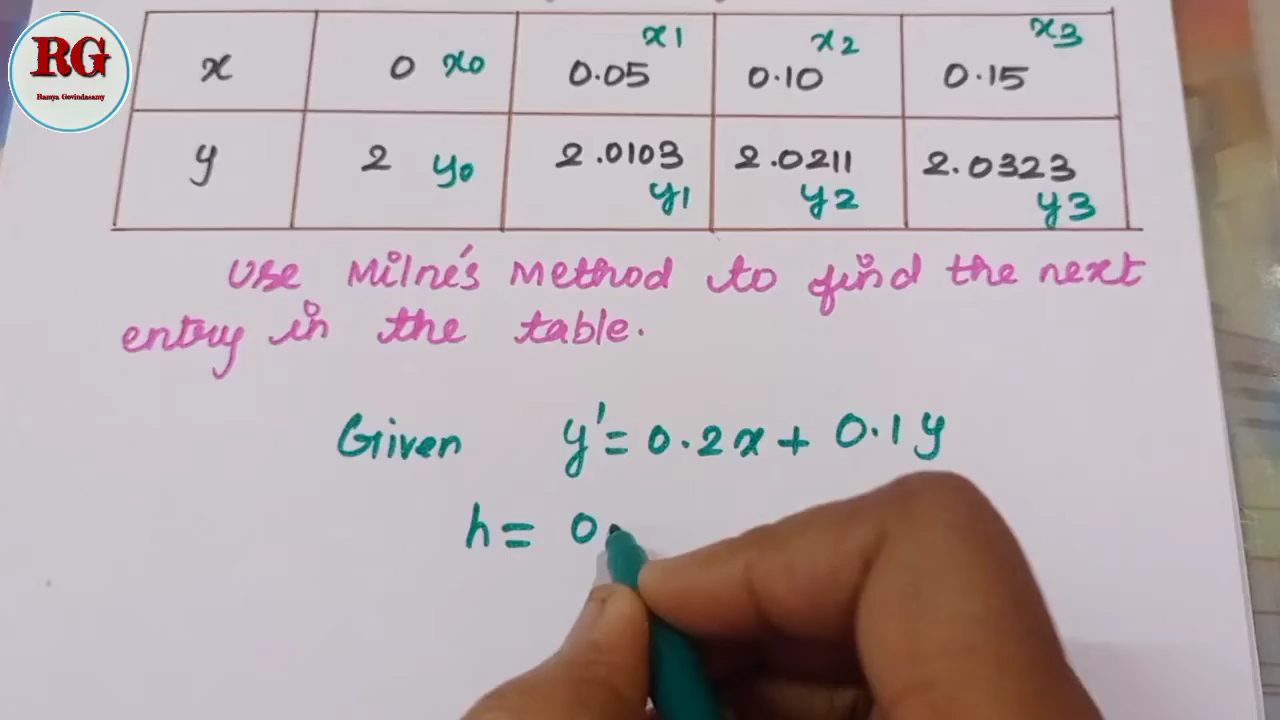 RG
Ramya Govindasamy
x 0 x0 0.05 x1 0.10 x2 0.15 x3
y 2 y0 2.0103 y1 2.0211 y2 2.0323 y3
Use Milne's Method to find the next
entry in the table.
Given y' = 0.2x + 0.1y
h = 0.